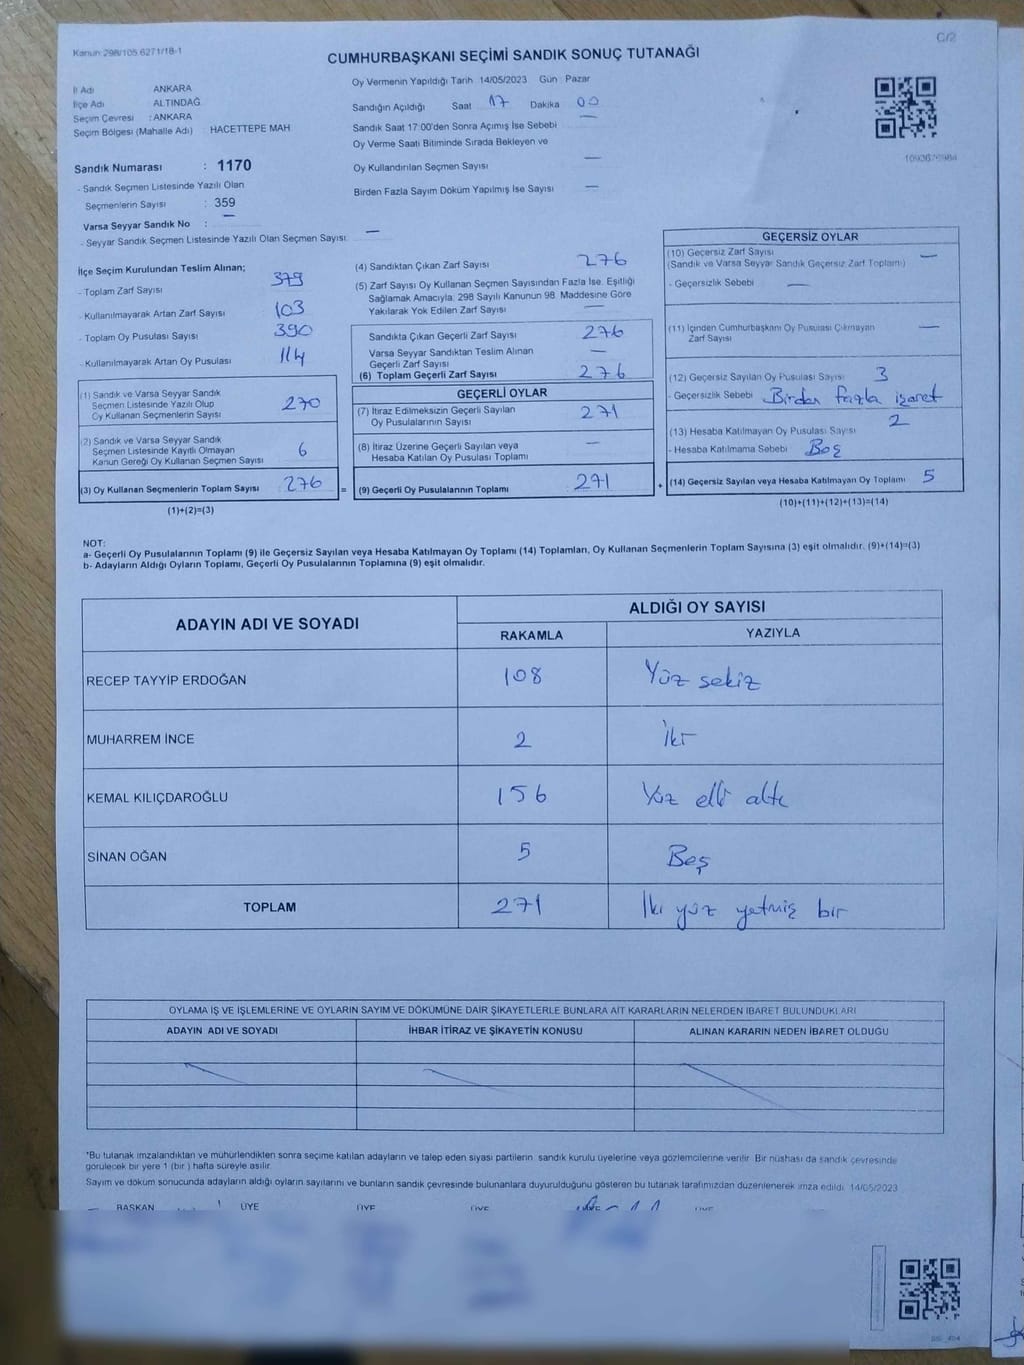 Kanun: 298/105 6271/18-1
C/2
CUMHURBAŞKANI SEÇİMİ SANDIK SONUÇ TUTANAĞI
İl Adı ANKARA
İlçe Adı ALTINDAĞ
Seçim Çevresi : ANKARA
Seçim Bölgesi (Mahalle Adı) : HACETTEPE MAH
Oy Vermenin Yapıldığı Tarih 14/05/2023 Gün : Pazar
Sandığın Açıldığı Saat 17 Dakika 00
Sandık Saat 17:00'den Sonra Açımış İse Sebebi —
Oy Verme Saati Bitiminde Sırada Bekleyen ve
Oy Kullandırılan Seçmen Sayısı —
Birden Fazla Sayım Döküm Yapılmış İse Sayısı —
Sandık Numarası : 1170
- Sandık Seçmen Listesinde Yazılı Olan
Seçmenlerin Sayısı : 359
Varsa Seyyar Sandık No : —
- Seyyar Sandık Seçmen Listesinde Yazılı Olan Seçmen Sayısı: —
İlçe Seçim Kurulundan Teslim Alınan;
- Toplam Zarf Sayısı 379
- Kullanılmayarak Artan Zarf Sayısı 103
- Toplam Oy Pusulası Sayısı 390
- Kullanılmayarak Artan Oy Pusulası 114
(1) Sandık ve Varsa Seyyar Sandık
Seçmen Listesinde Yazılı Olup
Oy Kullanan Seçmenlerin Sayısı 270
(2) Sandık ve Varsa Seyyar Sandık
Seçmen Listesinde Kayıtlı Olmayan
Kanun Gereği Oy Kullanan Seçmen Sayısı 6
(3) Oy Kullanan Seçmenlerin Toplam Sayısı 276 =
(1)+(2)=(3)
(4) Sandıktan Çıkan Zarf Sayısı 276
(5) Zarf Sayısı Oy Kullanan Seçmen Sayısından Fazla İse, Eşitliği
Sağlamak Amacıyla, 298 Sayılı Kanunun 98. Maddesine Göre
Yakılarak Yok Edilen Zarf Sayısı —
Sandıkta Çıkan Geçerli Zarf Sayısı 276
Varsa Seyyar Sandıktan Teslim Alınan
Geçerli Zarf Sayısı —
(6) Toplam Geçerli Zarf Sayısı 276
GEÇERLİ OYLAR
(7) İtiraz Edilmeksizin Geçerli Sayılan
Oy Pusulalarının Sayısı 271
(8) İtiraz Üzerine Geçerli Sayılan veya
Hesaba Katılan Oy Pusulası Toplamı —
(9) Geçerli Oy Pusulalarının Toplamı 271 +
GEÇERSİZ OYLAR
(10) Geçersiz Zarf Sayısı
(Sandık ve Varsa Seyyar Sandık Geçersiz Zarf Toplamı) —
- Geçersizlik Sebebi —
(11) İçinden Cumhurbaşkanı Oy Pusulası Çıkmayan
Zarf Sayısı —
(12) Geçersiz Sayılan Oy Pusulası Sayısı 3
- Geçersizlik Sebebi Birden fazla işaret
(13) Hesaba Katılmayan Oy Pusulası Sayısı 2
- Hesaba Katılmama Sebebi Boş
(14) Geçersiz Sayılan veya Hesaba Katılmayan Oy Toplamı 5
(10)+(11)+(12)+(13)=(14)
NOT:
a- Geçerli Oy Pusulalarının Toplamı (9) ile Geçersiz Sayılan veya Hesaba Katılmayan Oy Toplamı (14) Toplamları, Oy Kullanan Seçmenlerin Toplam Sayısına (3) eşit olmalıdır. (9)+(14)=(3)
b- Adayların Aldığı Oyların Toplamı, Geçerli Oy Pusulalarının Toplamına (9) eşit olmalıdır.
ADAYIN ADI VE SOYADI ALDIĞI OY SAYISI
RAKAMLA YAZIYLA
RECEP TAYYİP ERDOĞAN 108 Yüz sekiz
MUHARREM İNCE 2 İki
KEMAL KILIÇDAROĞLU 156 Yüz elli altı
SİNAN OĞAN 5 Beş
TOPLAM 271 İki yüz yetmiş bir
OYLAMA İŞ VE İŞLEMLERİNE VE OYLARIN SAYIM VE DÖKÜMÜNE DAİR ŞİKAYETLERLE BUNLARA AİT KARARLARIN NELERDEN İBARET BULUNDUKLARI
ADAYIN ADI VE SOYADI İHBAR İTİRAZ VE ŞİKAYETİN KONUSU ALINAN KARARIN NEDEN İBARET OLDUĞU
*Bu tutanak imzalandıktan ve mühürlendikten sonra seçime katılan adayların ve talep eden siyasi partilerin sandık kurulu üyelerine veya gözlemcilerine verilir. Bir nüshası da sandık çevresinde
görülecek bir yere 1 (bir ) hafta süreyle asılır.
Sayım ve döküm sonucunda adayların aldığı oyların sayılarını ve bunların sandık çevresinde bulunanlara duyurulduğunu gösteren bu tutanak tarafımızdan düzenlenerek imza edildi. 14/05/2023
BAŞKAN ÜYE ÜYE ÜYE ÜYE